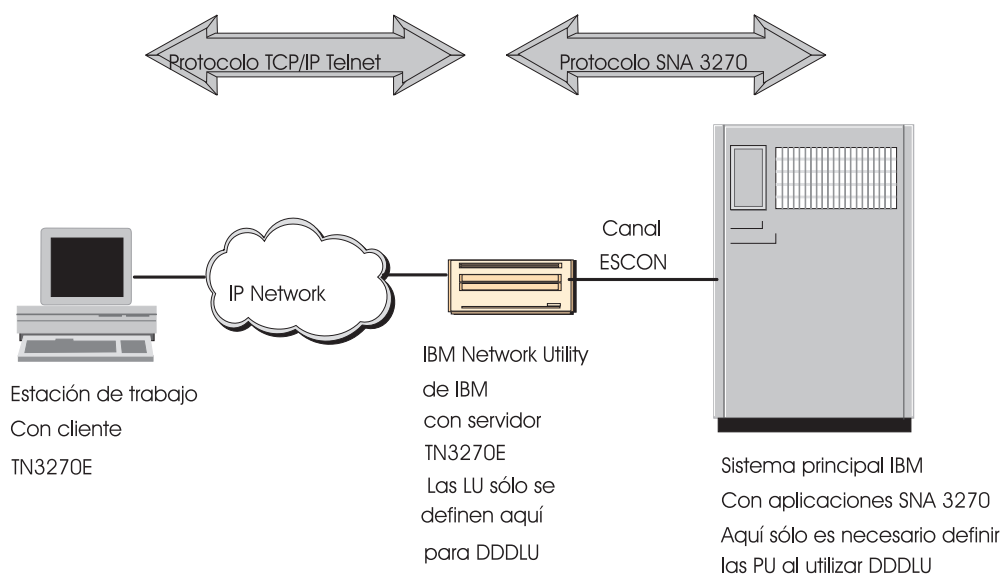 Protocolo TCP/IP Telnet
Protocolo SNA 3270
Canal
ESCON
IP Network
Estación de trabajo
Con cliente
TN3270E
IBM Network Utility
de IBM
con servidor
TN3270E
Las LU sólo se
definen aquí
para DDDLU
Sistema principal IBM
Con aplicaciones SNA 3270
Aquí sólo es necesario definir
las PU al utilizar DDDLU